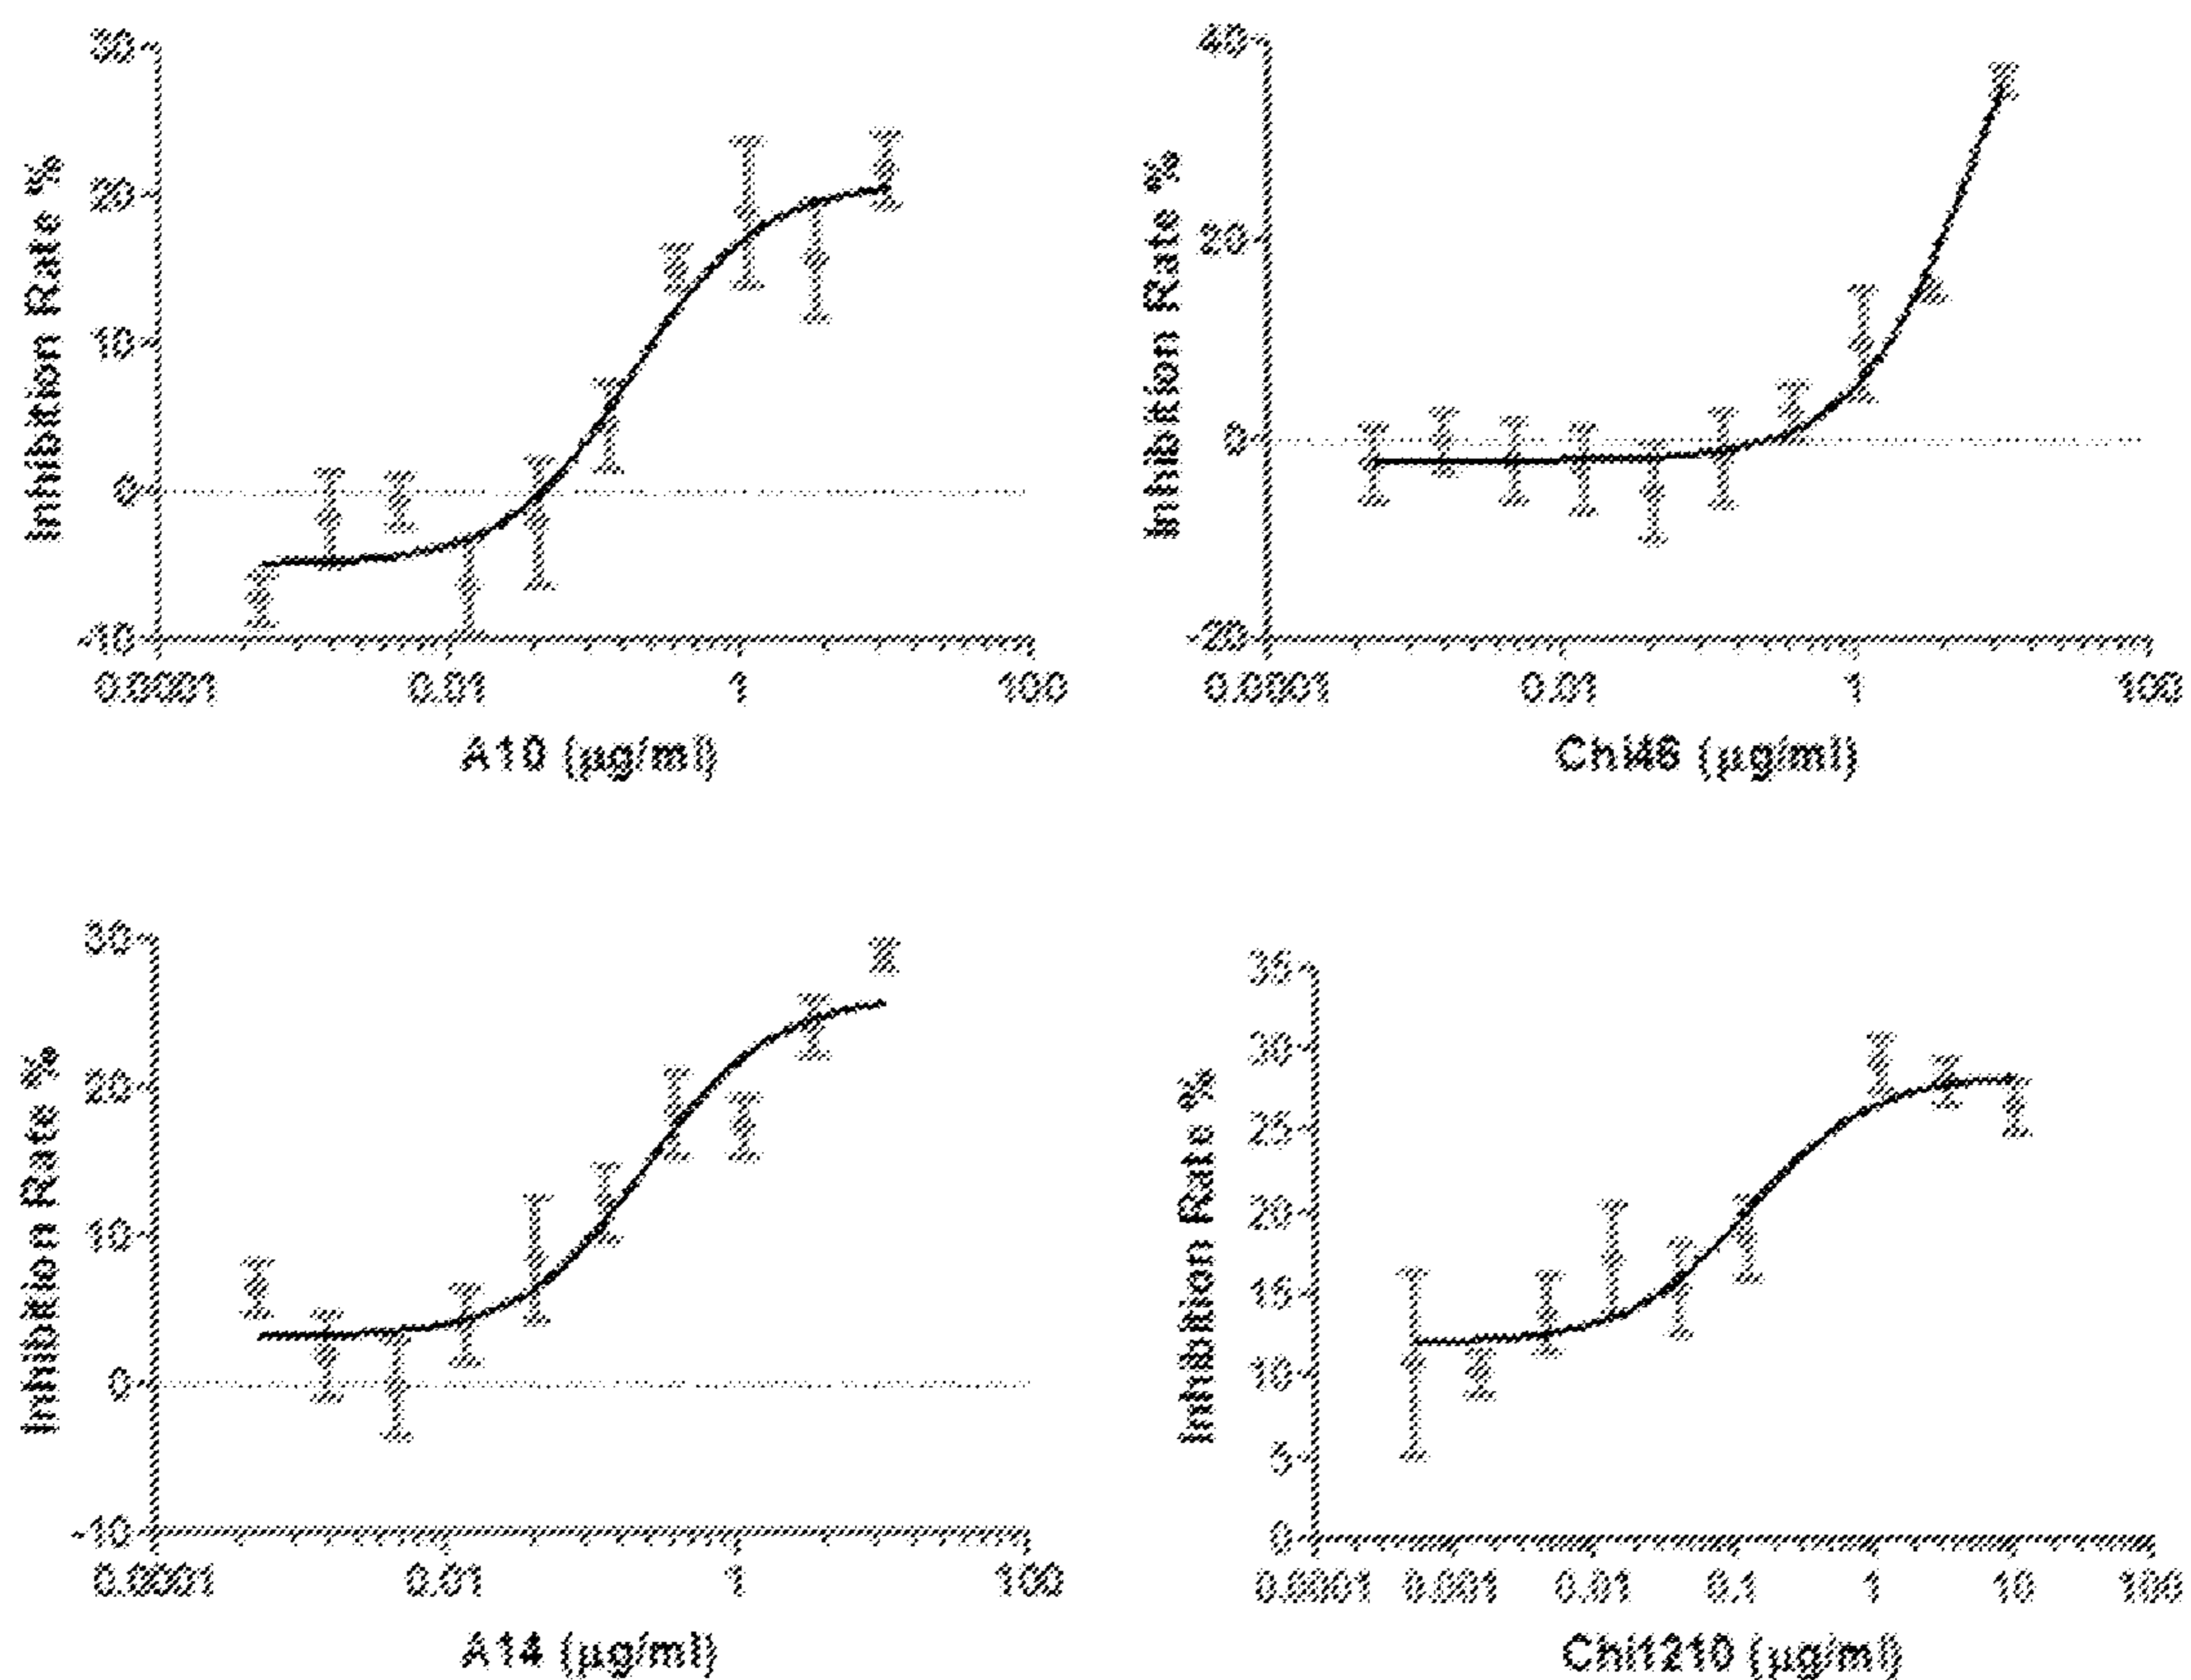 30
20
10
0
-10
Inhibition Rate %
0.0001 0.01 1 100
A10 (µg/ml)
40
20
0
-20
Inhibition Rate %
0.0001 0.01 1 100
Chi46 (µg/ml)
30
20
10
0
-10
Inhibition Rate %
0.0001 0.01 1 100
A14 (µg/ml)
35
30
25
20
15
10
5
0
Inhibition Rate %
0.0001 0.001 0.01 0.1 1 10 100
Chi1210 (µg/ml)